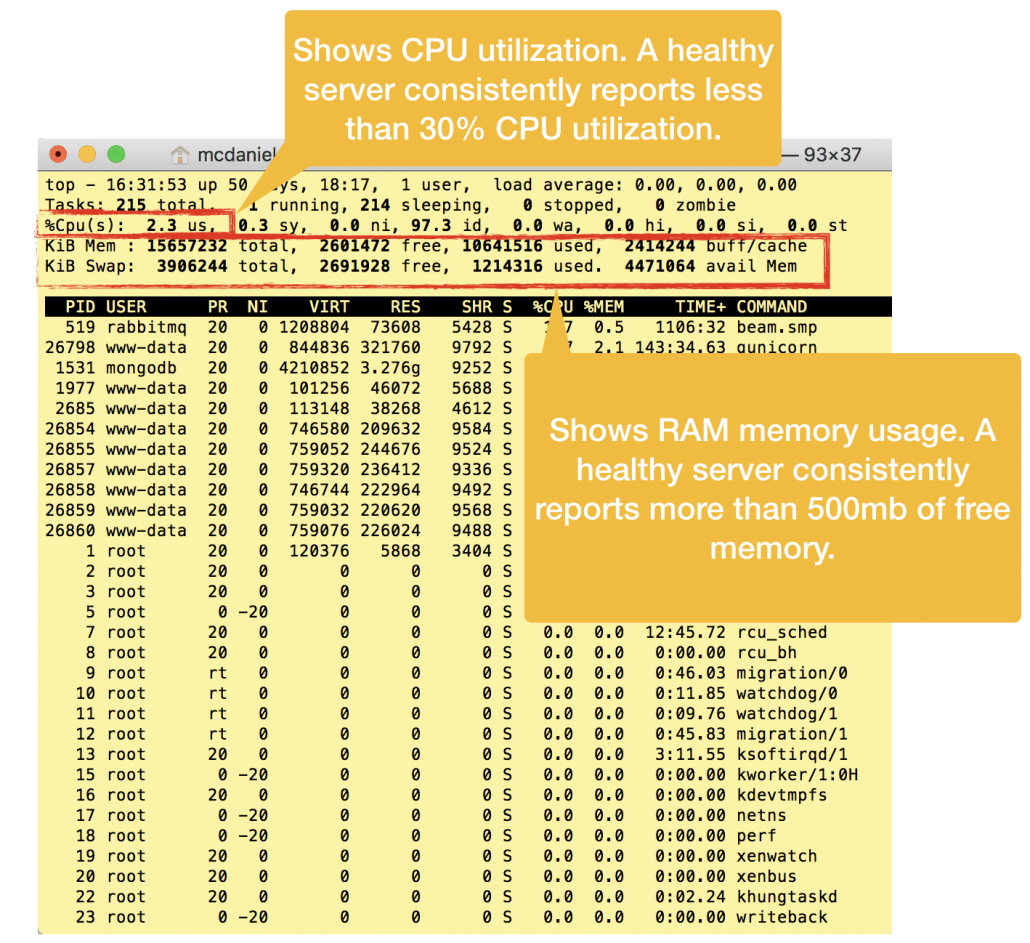 Shows CPU utilization. A healthy
server consistently reports less
than 30% CPU utilization.
mcdaniel — 93×37
top - 16:31:53 up 50 days, 18:17, 1 user, load average: 0.00, 0.00, 0.00
Tasks: 215 total, 1 running, 214 sleeping, 0 stopped, 0 zombie
%Cpu(s): 2.3 us, 0.3 sy, 0.0 ni, 97.3 id, 0.0 wa, 0.0 hi, 0.0 si, 0.0 st
KiB Mem : 15657232 total, 2601472 free, 10641516 used, 2414244 buff/cache
KiB Swap: 3906244 total, 2691928 free, 1214316 used. 4471064 avail Mem
PID USER PR NI VIRT RES SHR S %CPU %MEM TIME+ COMMAND
519 rabbitmq 20 0 1208804 73608 5428 S 0.5 1106:32 beam.smp
26798 www-data 20 0 844836 321760 9792 S 2.1 143:34.63 gunicorn
1531 mongodb 20 0 4210852 3.276g 9252 S
1977 www-data 20 0 101256 46072 5688 S
2685 www-data 20 0 113148 38268 4612 S
26854 www-data 20 0 746580 209632 9584 S
26855 www-data 20 0 759052 244676 9524 S
26857 www-data 20 0 759320 236412 9336 S
26858 www-data 20 0 746744 222964 9492 S
26859 www-data 20 0 759032 220620 9568 S
26860 www-data 20 0 759076 226024 9488 S
1 root 20 0 120376 5868 3404 S
2 root 20 0 0 0 0 S
3 root 20 0 0 0 0 S
5 root 0 -20 0 0 0 S
Shows RAM memory usage. A
healthy server consistently
reports more than 500mb of free
memory.
7 root 20 0 0 0 0 S 0.0 0.0 12:45.72 rcu_sched
8 root 20 0 0 0 0 S 0.0 0.0 0:00.00 rcu_bh
9 root rt 0 0 0 0 S 0.0 0.0 0:46.03 migration/0
10 root rt 0 0 0 0 S 0.0 0.0 0:11.85 watchdog/0
11 root rt 0 0 0 0 S 0.0 0.0 0:09.76 watchdog/1
12 root rt 0 0 0 0 S 0.0 0.0 0:45.83 migration/1
13 root 20 0 0 0 0 S 0.0 0.0 3:11.55 ksoftirqd/1
15 root 0 -20 0 0 0 S 0.0 0.0 0:00.00 kworker/1:0H
16 root 20 0 0 0 0 S 0.0 0.0 0:00.00 kdevtmpfs
17 root 0 -20 0 0 0 S 0.0 0.0 0:00.00 netns
18 root 0 -20 0 0 0 S 0.0 0.0 0:00.00 perf
19 root 20 0 0 0 0 S 0.0 0.0 0:00.00 xenwatch
20 root 20 0 0 0 0 S 0.0 0.0 0:00.00 xenbus
22 root 20 0 0 0 0 S 0.0 0.0 0:02.24 khungtaskd
23 root 0 -20 0 0 0 S 0.0 0.0 0:00.00 writeback